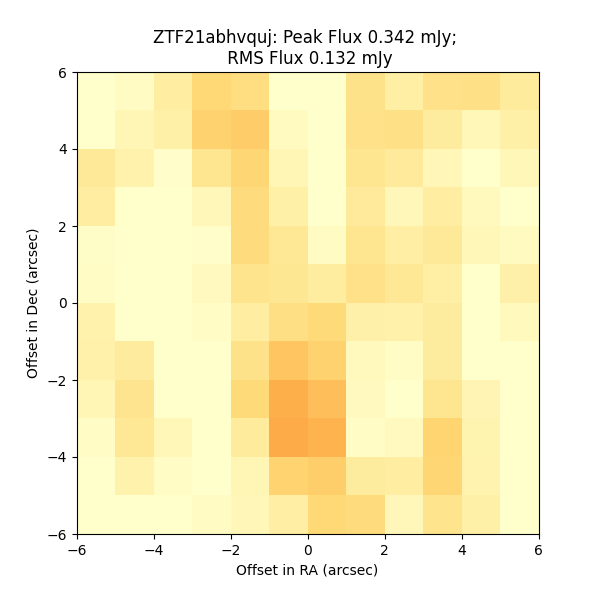 ZTF21abhvquj: Peak Flux 0.342 mJy;
RMS Flux 0.132 mJy
6
4
2
0
−2
−4
−6
Offset in Dec (arcsec)
−6 −4 −2 0 2 4 6
Offset in RA (arcsec)